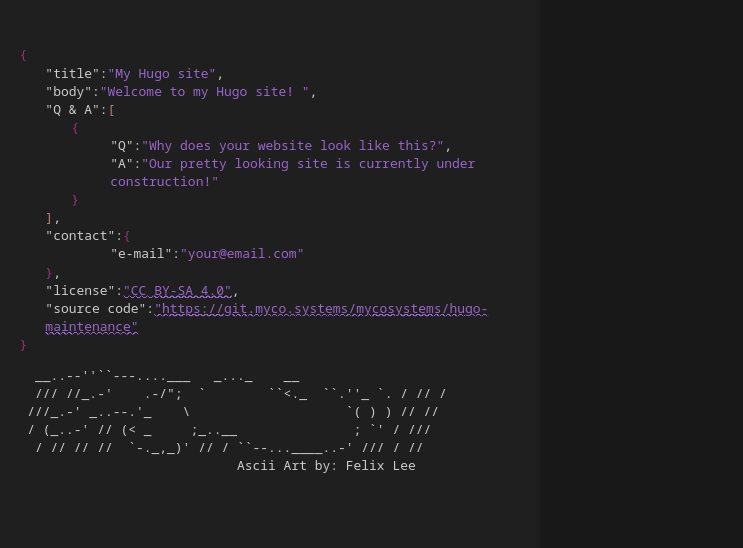 {
"title":"My Hugo site",
"body":"Welcome to my Hugo site! ",
"Q & A":[
{
"Q":"Why does your website look like this?",
"A":"Our pretty looking site is currently under
construction!"
}
],
"contact":{
"e-mail":"your@email.com"
},
"license":"CC BY-SA 4.0",
"source code":"https://git.myco.systems/mycosystems/hugo-
maintenance"
}
  __..--''``---....___   _..._    __
 /// //_.-'    .-/";  `        ``<._  ``.''_ `. / // /
///_.-' _..--.'_    \                    `( ) ) // //
/ (_..-' // (< _     ;_..__               ; `' / ///
 / // // //  `-._,_)' // / ``--...____..-' /// / //
Ascii Art by: Felix Lee